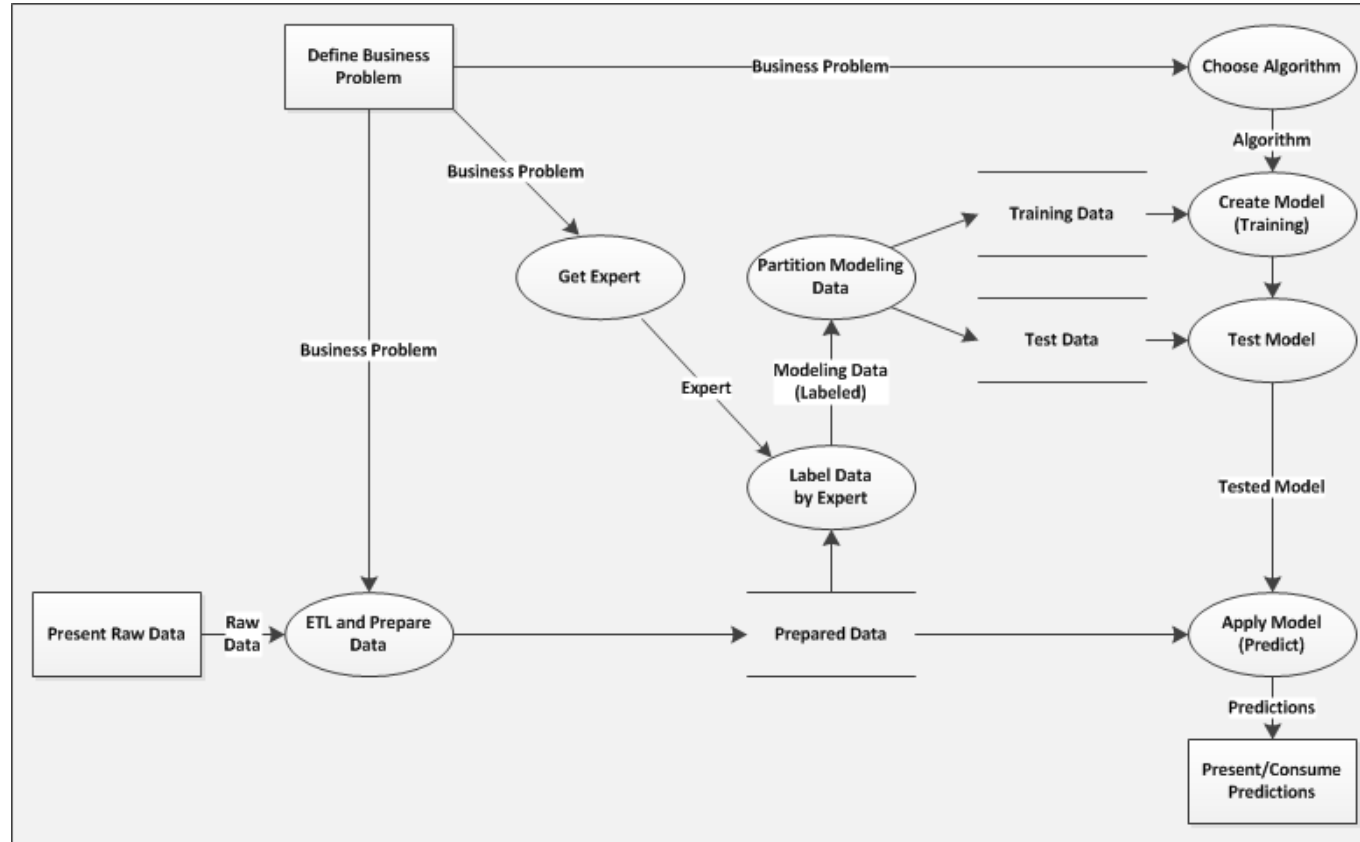 Define Business
Problem
Business Problem
Choose Algorithm
Algorithm
Business Problem
Training Data
Create Model
(Training)
Get Expert
Partition Modeling
Data
Business Problem
Test Data
Test Model
Modeling Data
(Labeled)
Expert
Label Data
by Expert
Tested Model
Present Raw Data
Raw
Data
ETL and Prepare
Data
Prepared Data
Apply Model
(Predict)
Predictions
Present/Consume
Predictions